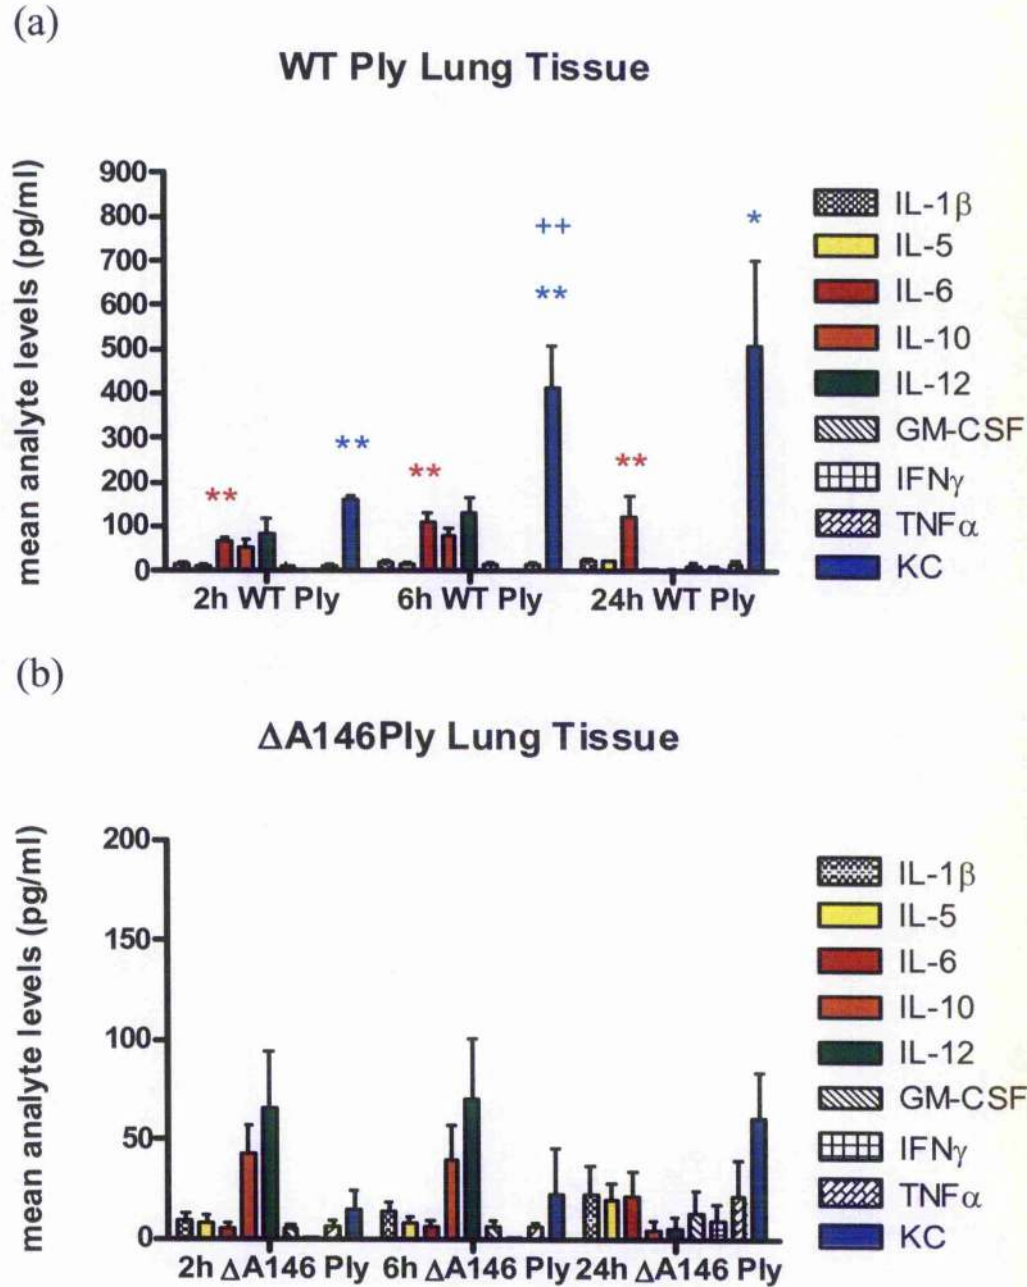 (a)
WT Ply Lung Tissue
mean analyte levels (pg/ml)
900
800
700
600
500
400
300
200
100
0
**
**
**
++
**
**
*
2h WT Ply
6h WT Ply
24h WT Ply
IL-1β
IL-5
IL-6
IL-10
IL-12
GM-CSF
IFNγ
TNFα
KC
(b)
ΔA146Ply Lung Tissue
mean analyte levels (pg/ml)
200
150
100
50
0
2h ΔA146 Ply
6h ΔA146 Ply
24h ΔA146 Ply
IL-1β
IL-5
IL-6
IL-10
IL-12
GM-CSF
IFNγ
TNFα
KC